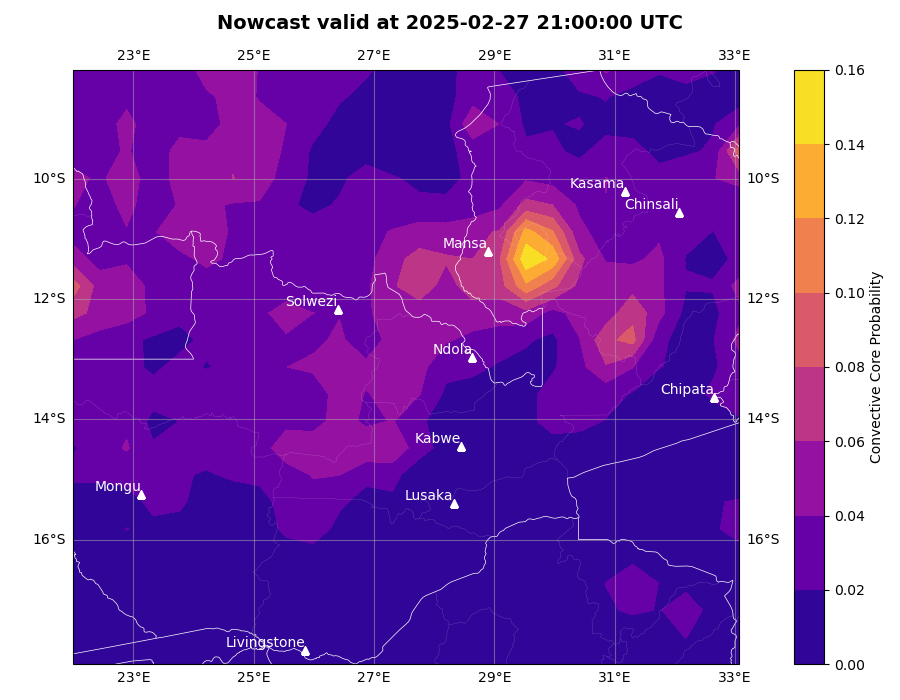 Nowcast valid at 2025-02-27 21:00:00 UTC
23°E 25°E 27°E 29°E 31°E 33°E
0.16
0.14
10°S Kasama 10°S
Chinsali
0.12
Mansa
12°S Solwezi 12°S 0.10
Ndola
0.08
Chipata
14°S 14°S
Kabwe
0.06
Mongu Lusaka
0.04
16°S 16°S
0.02
Livingstone
0.00
23°E 25°E 27°E 29°E 31°E 33°E
Convective Core Probability